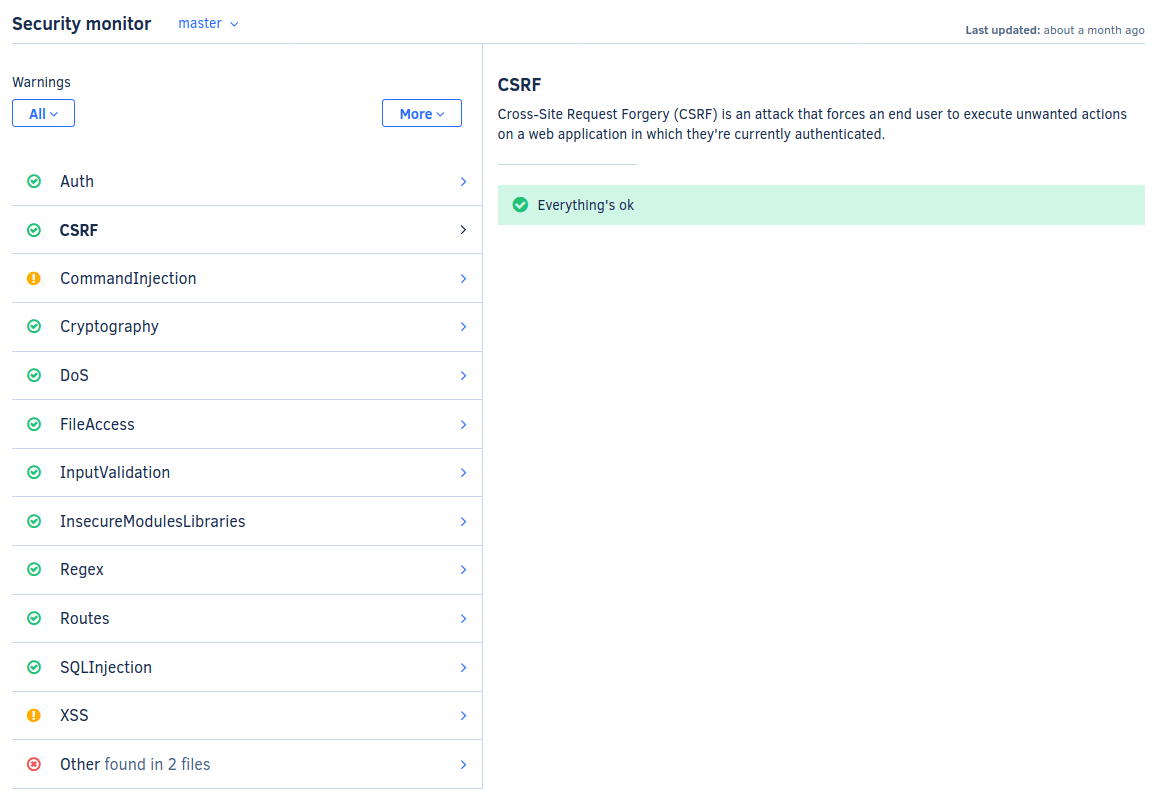 Security monitor
master
Last updated: about a month ago
Warnings
All
More
Auth
CSRF
CommandInjection
Cryptography
DoS
FileAccess
InputValidation
InsecureModulesLibraries
Regex
Routes
SQLInjection
XSS
Other found in 2 files
CSRF
Cross-Site Request Forgery (CSRF) is an attack that forces an end user to execute unwanted actions
on a web application in which they're currently authenticated.
Everything's ok